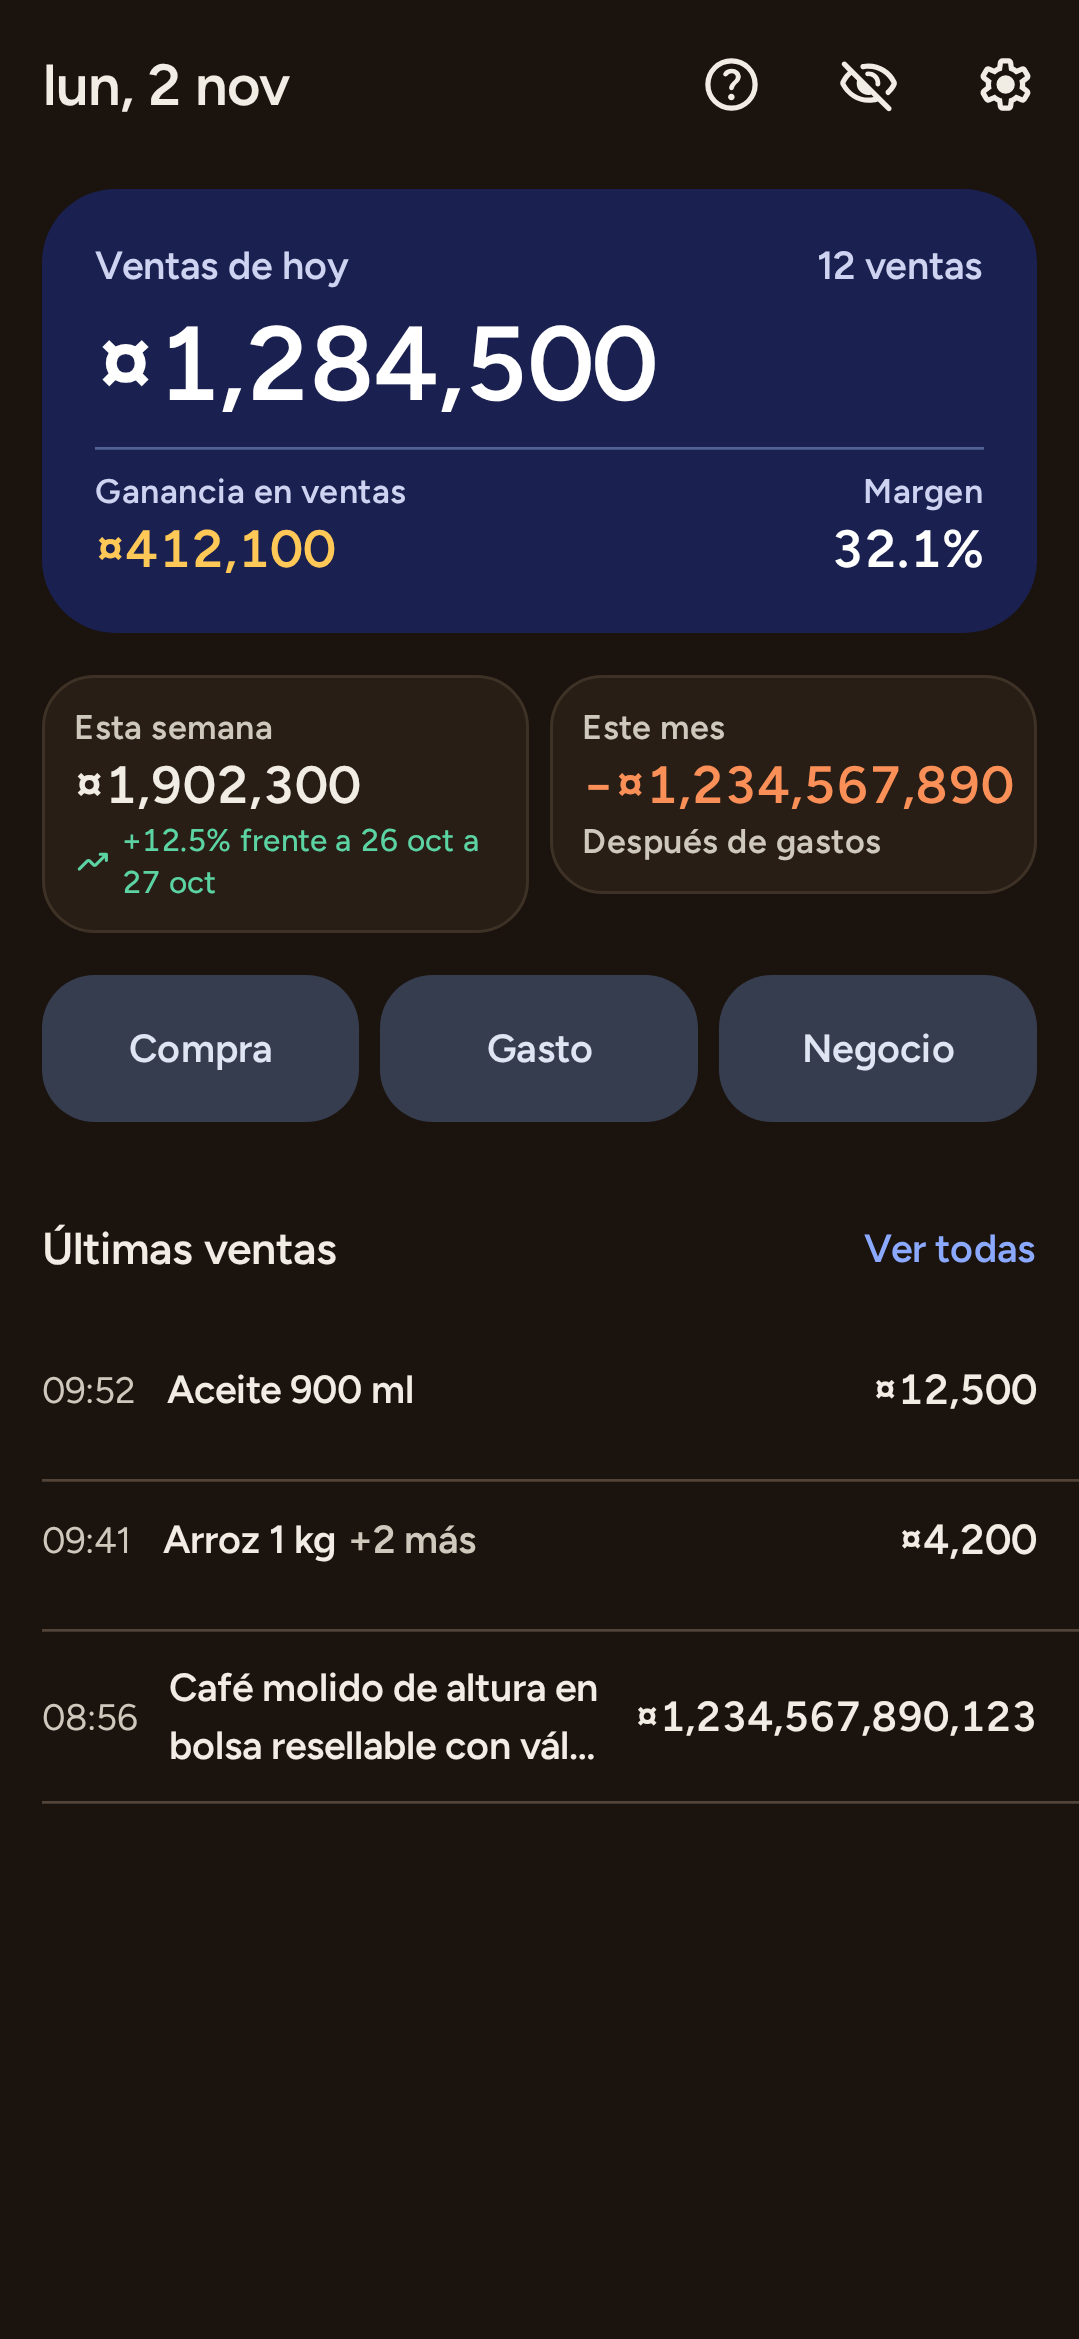 lun, 2 nov
Ventas de hoy
12 ventas
¤1,284,500
Ganancia en ventas
Margen
¤412,100
32.1%
Esta semana
¤1,902,300
+12.5% frente a 26 oct a
27 oct
Este mes
−¤1,234,567,890
Después de gastos
Compra
Gasto
Negocio
Últimas ventas
Ver todas
09:52 Aceite 900 ml ¤12,500
09:41 Arroz 1 kg +2 más ¤4,200
08:56 Café molido de altura en
bolsa resellable con vál...
¤1,234,567,890,123